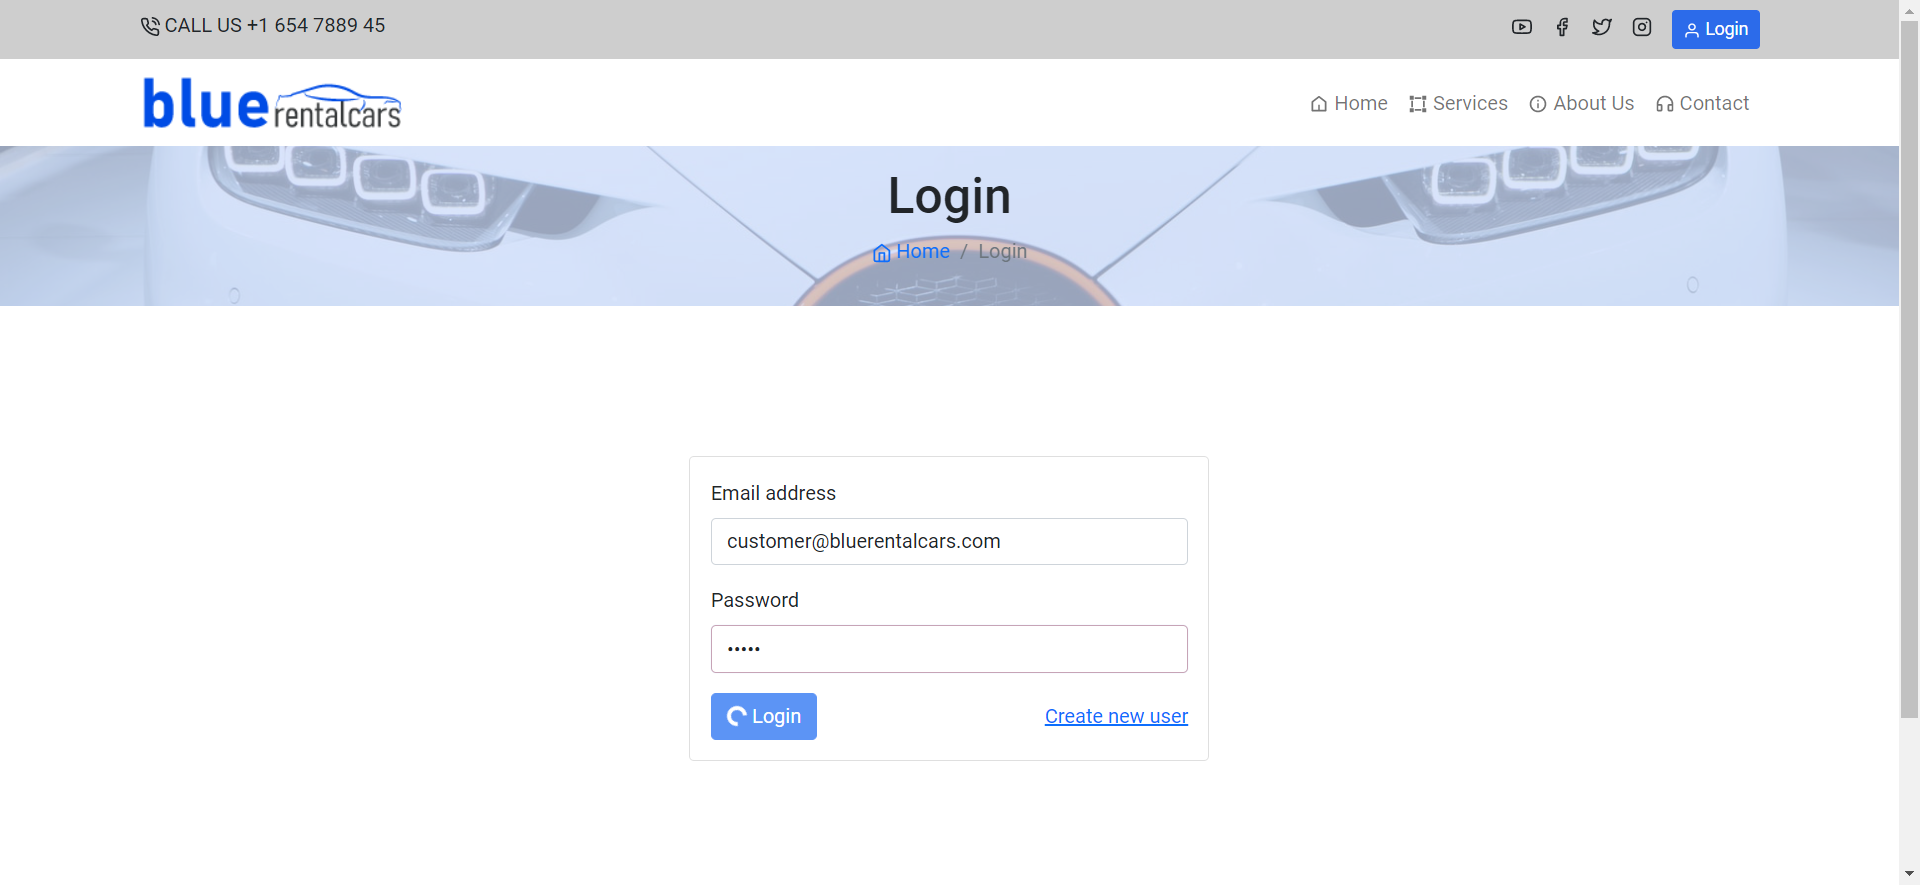 CALL US +1 654 7889 45
Login
blue rentalcars
Home
Services
About Us
Contact
Login
Home / Login
Email address
customer@bluerentalcars.com
Password
•••••
Login
Create new user